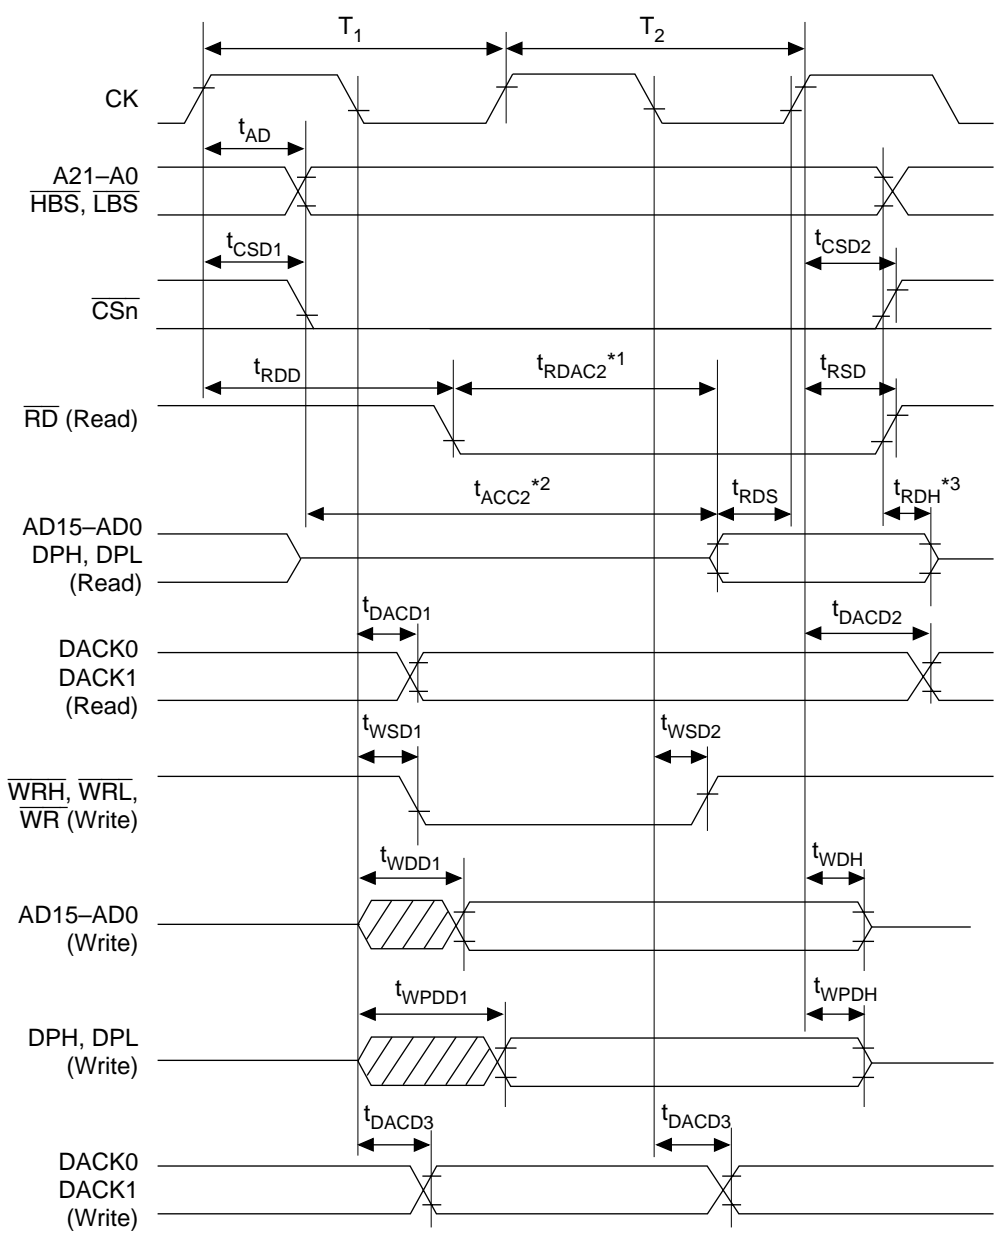 T1 T2
CK
tAD
A21–A0
HBS, LBS
tCSD1 tCSD2
CSn
tRDD tRDAC2*1 tRSD
RD (Read)
tACC2*2 tRDS tRDH*3
AD15–AD0
DPH, DPL
(Read)
tDACD1 tDACD2
DACK0
DACK1
(Read)
tWSD1 tWSD2
WRH, WRL,
WR (Write)
tWDD1 tWDH
AD15–AD0
(Write)
tWPDD1 tWPDH
DPH, DPL
(Write)
tDACD3 tDACD3
DACK0
DACK1
(Write)